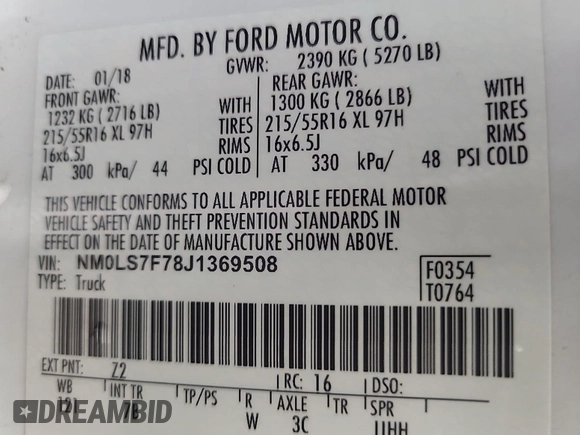 MFD. BY FORD MOTOR CO.
DATE: 01/18 GVWR: 2390 KG ( 5270 LB)
FRONT GAWR: REAR GAWR:
1232 KG ( 2716 LB) WITH 1300 KG ( 2866 LB) WITH
215/55R16 XL 97H TIRES 215/55R16 XL 97H TIRES
16x6.5J RIMS 16x6.5J RIMS
AT 300 kPa/ 44 PSI COLD AT 330 kPa/ 48 PSI COLD
THIS VEHICLE CONFORMS TO ALL APPLICABLE FEDERAL MOTOR
VEHICLE SAFETY AND THEFT PREVENTION STANDARDS IN
EFFECT ON THE DATE OF MANUFACTURE SHOWN ABOVE.
VIN: NM0LS7F78J1369508 F0354
TYPE: Truck T0764
EXT PNT: Z2 RC: 16 DSO:
WB INT TR TP/PS R AXLE TR SPR
121 7B W 3C
DREAMBID